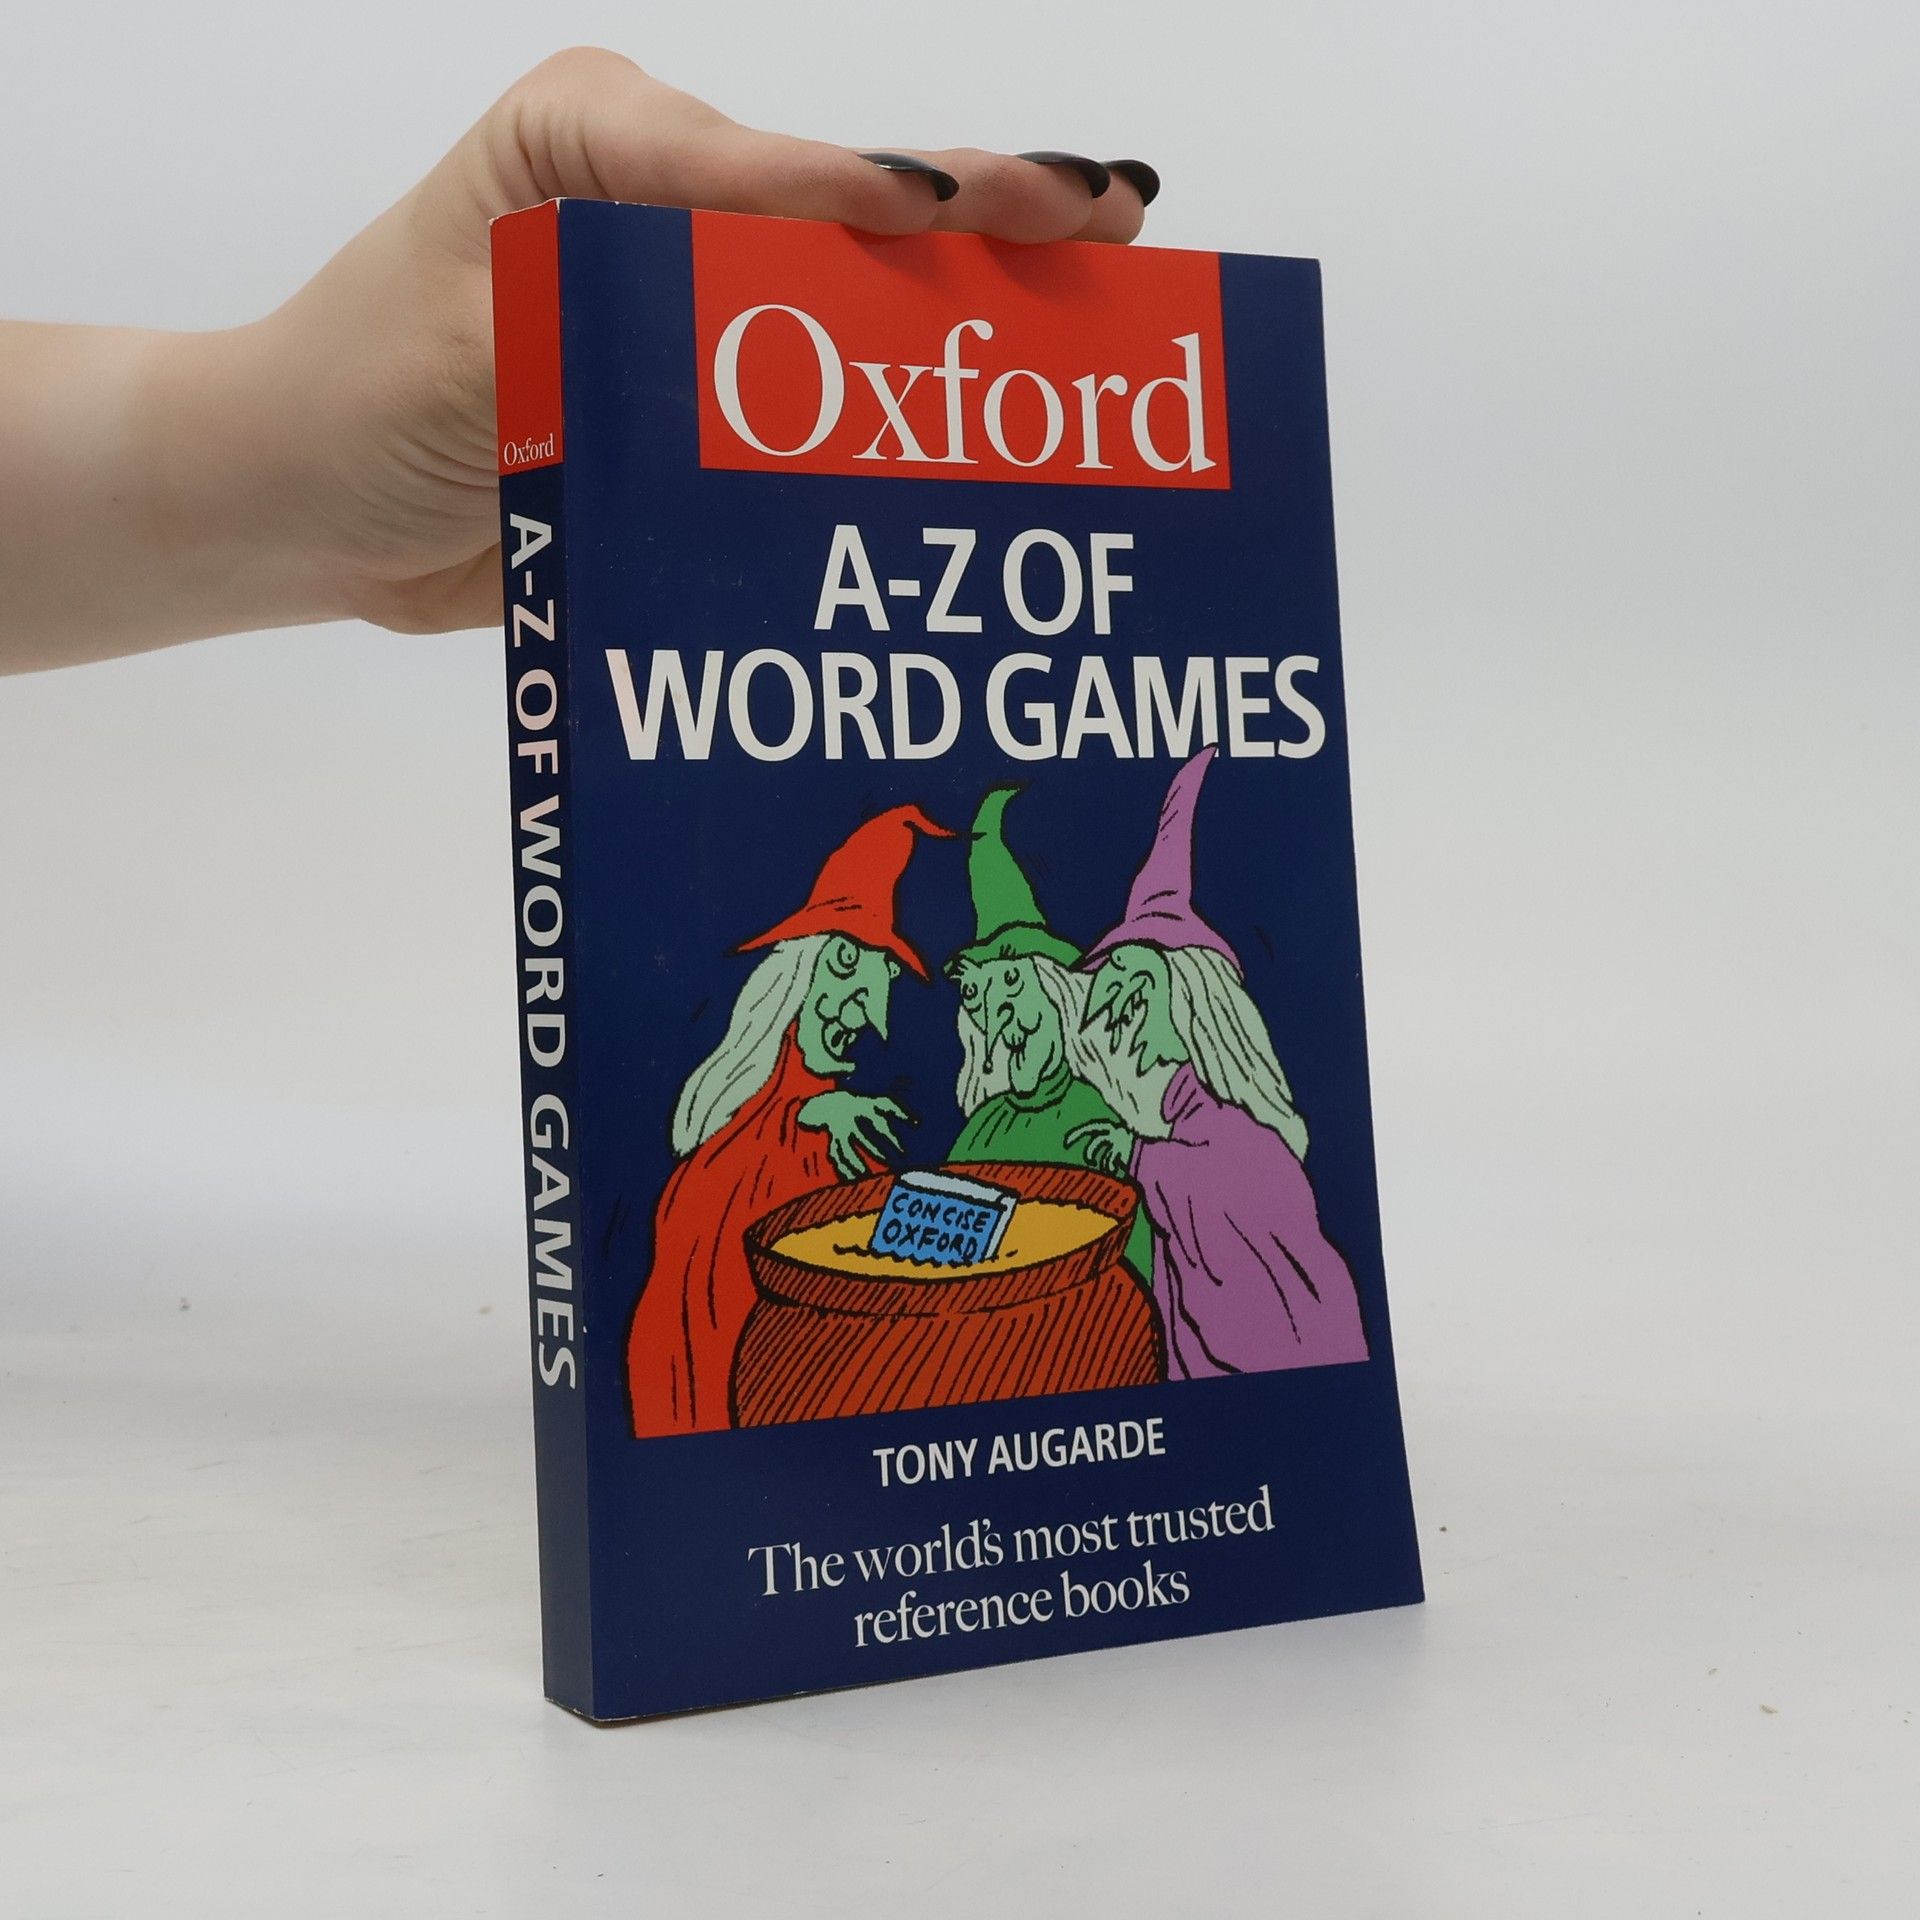 Oxford
A-Z OF WORD GAMES
Oxford
A-Z OF
WORD GAMES
CONCISE
OXFORD
TONY AUGARDE
The world's most trusted
reference books